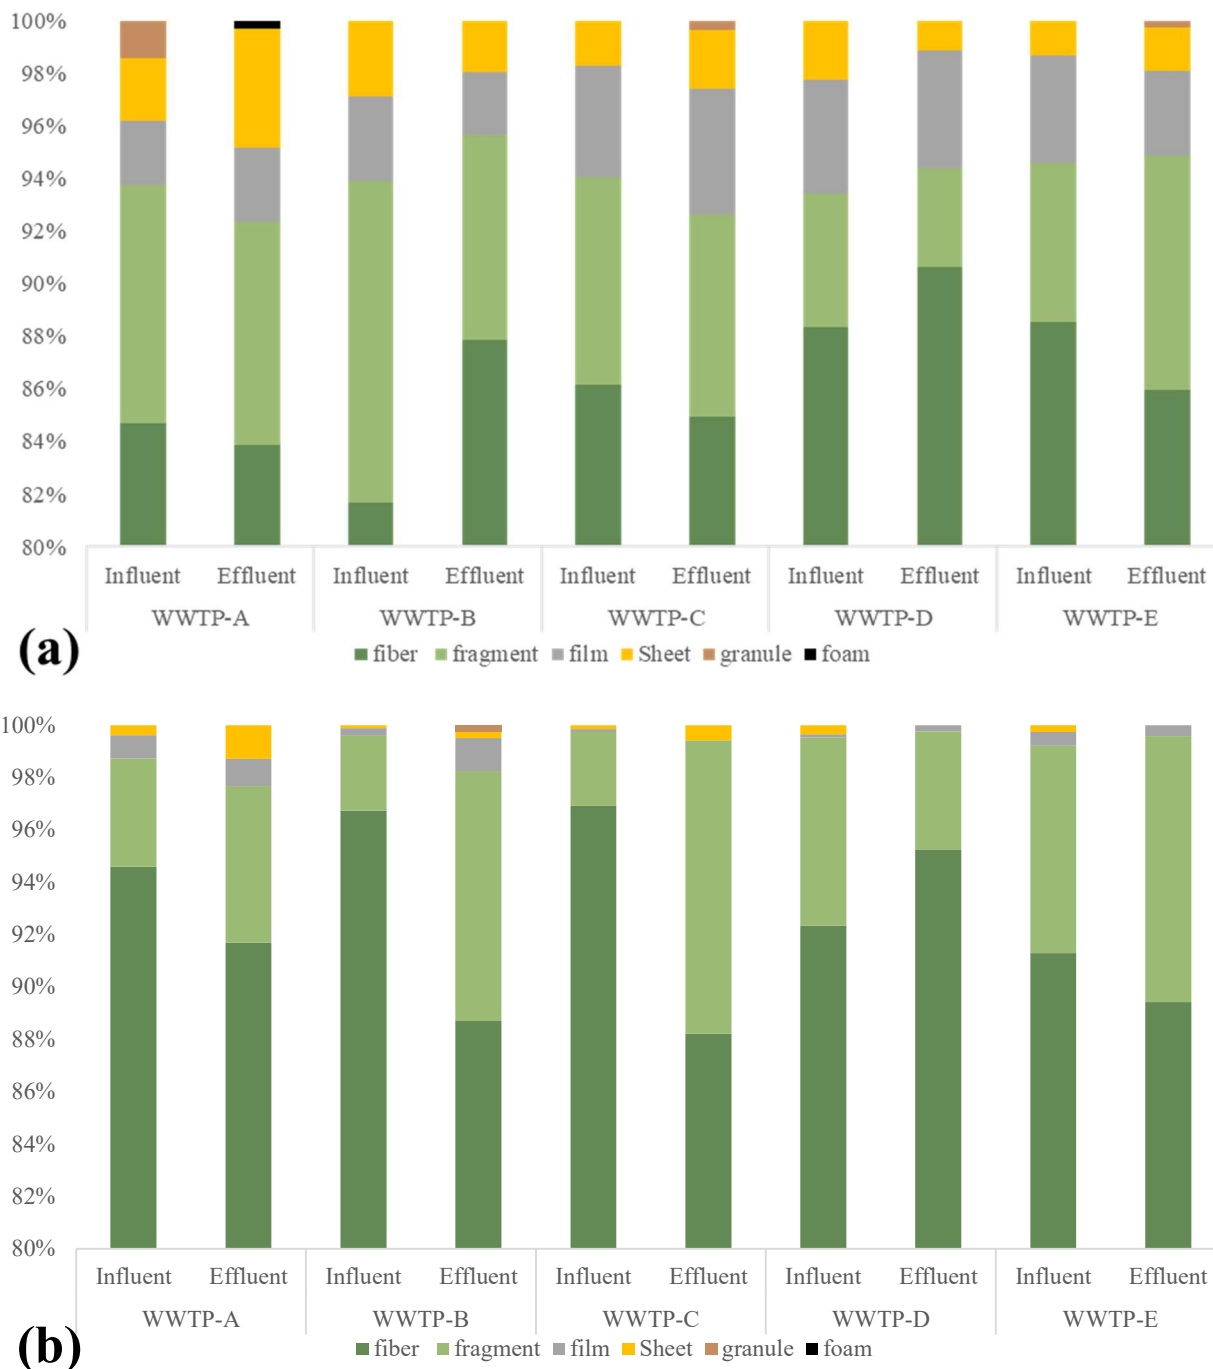 100%
98%
96%
94%
92%
90%
88%
86%
84%
82%
80%
Influent Effluent Influent Effluent Influent Effluent Influent Effluent Influent Effluent
WWTP-A WWTP-B WWTP-C WWTP-D WWTP-E
(a)
fiber fragment film Sheet granule foam
100%
98%
96%
94%
92%
90%
88%
86%
84%
82%
80%
Influent Effluent Influent Effluent Influent Effluent Influent Effluent Influent Effluent
WWTP-A WWTP-B WWTP-C WWTP-D WWTP-E
(b)
fiber fragment film Sheet granule foam